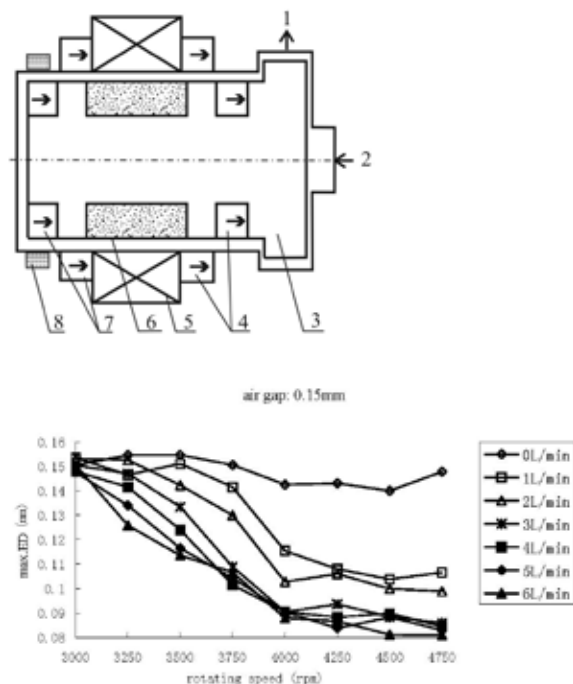 1
2
8 7 6 5 4 3
air gap: 0.15mm
0.16
0.15
0.14
0.13
0.12
0.11
0.1
0.09
0.08
max.ED (mm)
3000 3250 3500 3750 4000 4250 4500 4750
rotating speed (rpm)
0L/min
1L/min
2L/min
3L/min
4L/min
5L/min
6L/min